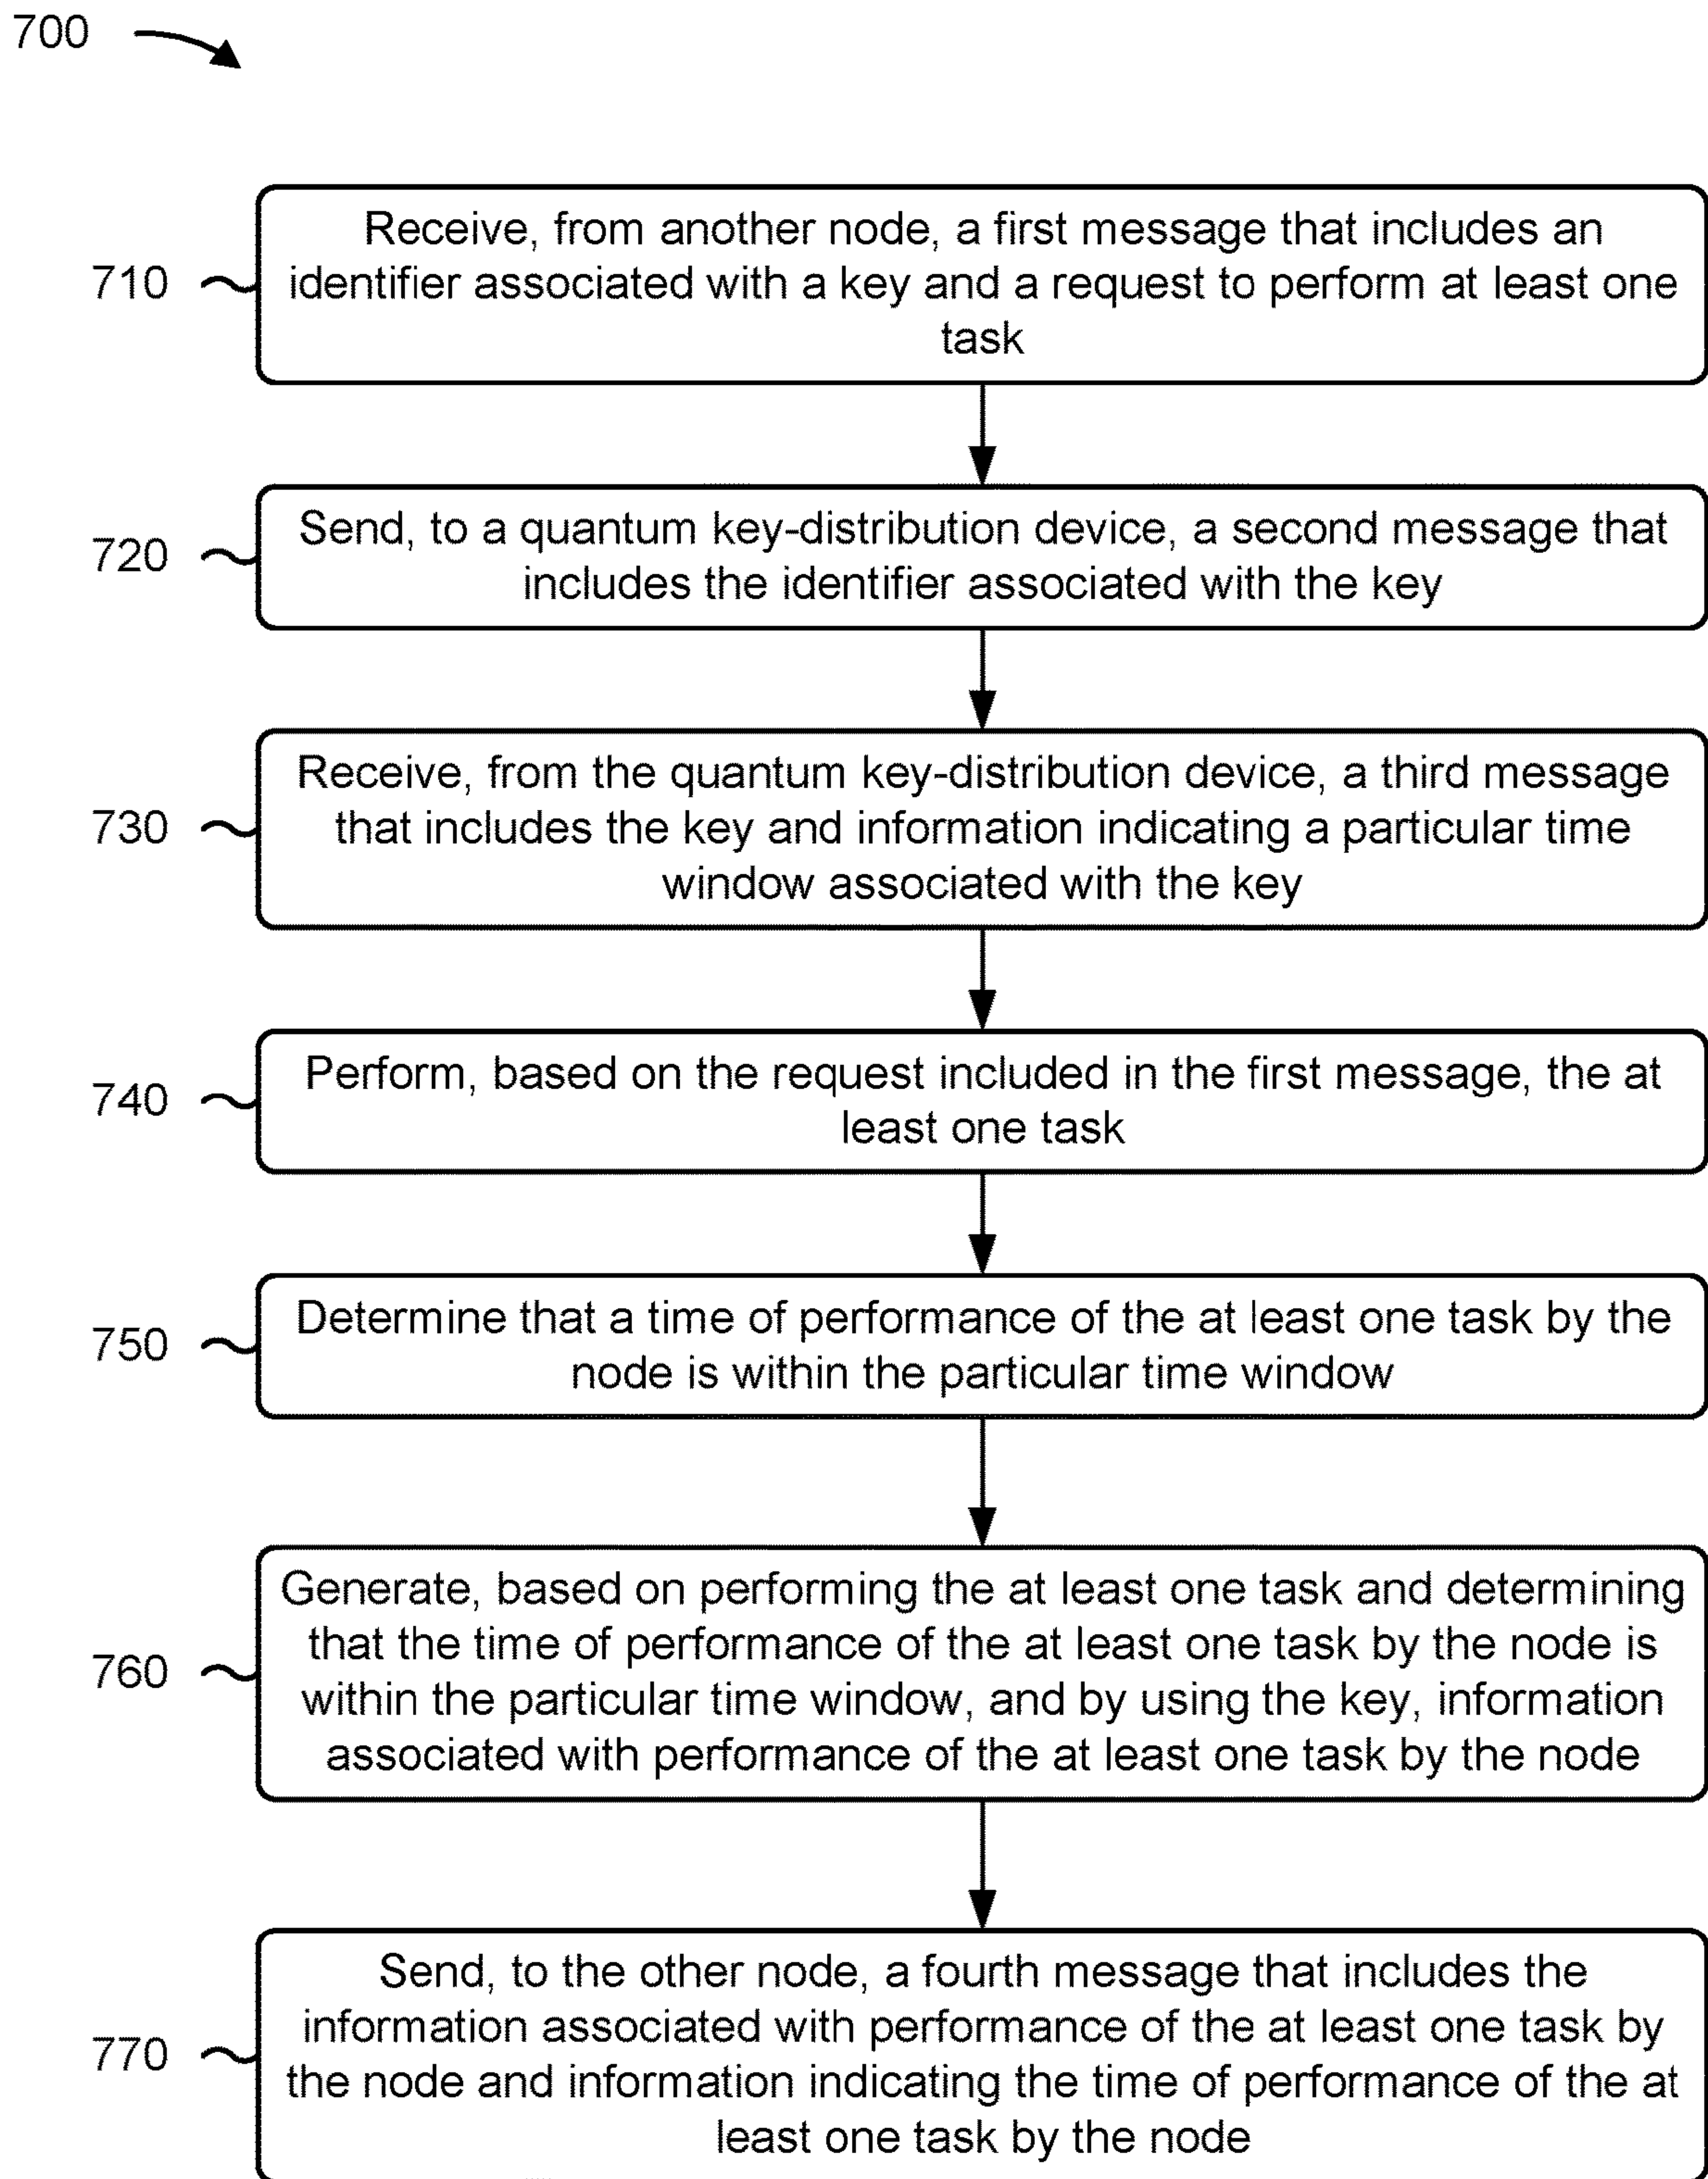 700
710
Receive, from another node, a first message that includes an
identifier associated with a key and a request to perform at least one
task
720
Send, to a quantum key-distribution device, a second message that
includes the identifier associated with the key
730
Receive, from the quantum key-distribution device, a third message
that includes the key and information indicating a particular time
window associated with the key
740
Perform, based on the request included in the first message, the at
least one task
750
Determine that a time of performance of the at least one task by the
node is within the particular time window
760
Generate, based on performing the at least one task and determining
that the time of performance of the at least one task by the node is
within the particular time window, and by using the key, information
associated with performance of the at least one task by the node
770
Send, to the other node, a fourth message that includes the
information associated with performance of the at least one task by
the node and information indicating the time of performance of the at
least one task by the node